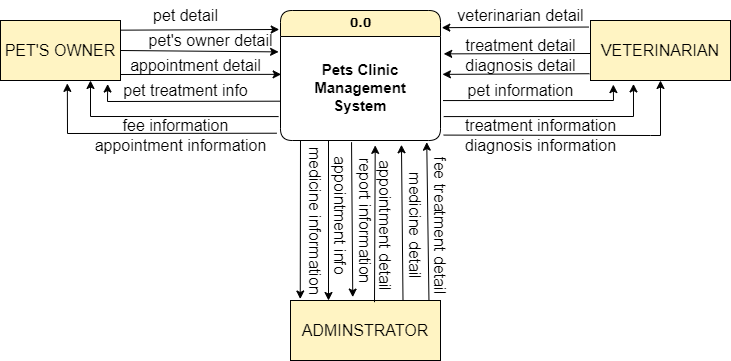 pet detail
0.0
veterinarian detail
PET'S OWNER
pet's owner detail
treatment detail
VETERINARIAN
appointment detail
Pets Clinic
Management
System
diagnosis detail
pet treatment info
pet information
fee information
treatment information
appointment information
diagnosis information
medicine information
appointment info
report information
appointment detail
medicine detail
fee treatment detail
ADMINSTRATOR